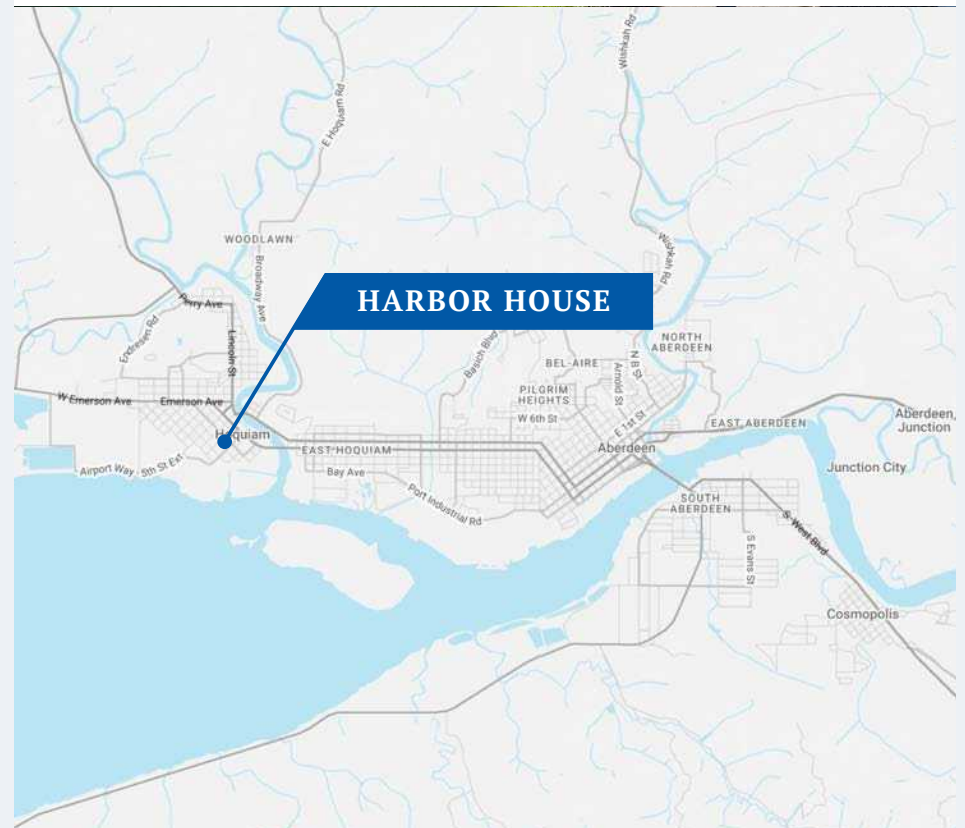 Wishkah Rd
E Hoquiam Rd
WOODLAWN
Broadway Ave
Wishkah Rd
HARBOR HOUSE
Perry Ave
Endresen Rd
Lincoln St
Basich Blvd
NORTH
ABERDEEN
BEL-AIRE
N B St
Arnold St
PILGRIM
HEIGHTS
W Emerson Ave
Emerson Ave
W 6th St
E 1st St
Aberdeen
Junction
EAST ABERDEEN
Hoquiam
EAST HOQUIAM
Aberdeen
Airport Way - 5th St Ext
Bay Ave
Junction City
Port Industrial Rd
SOUTH
ABERDEEN
S West Blvd
S Evans St
Cosmopolis